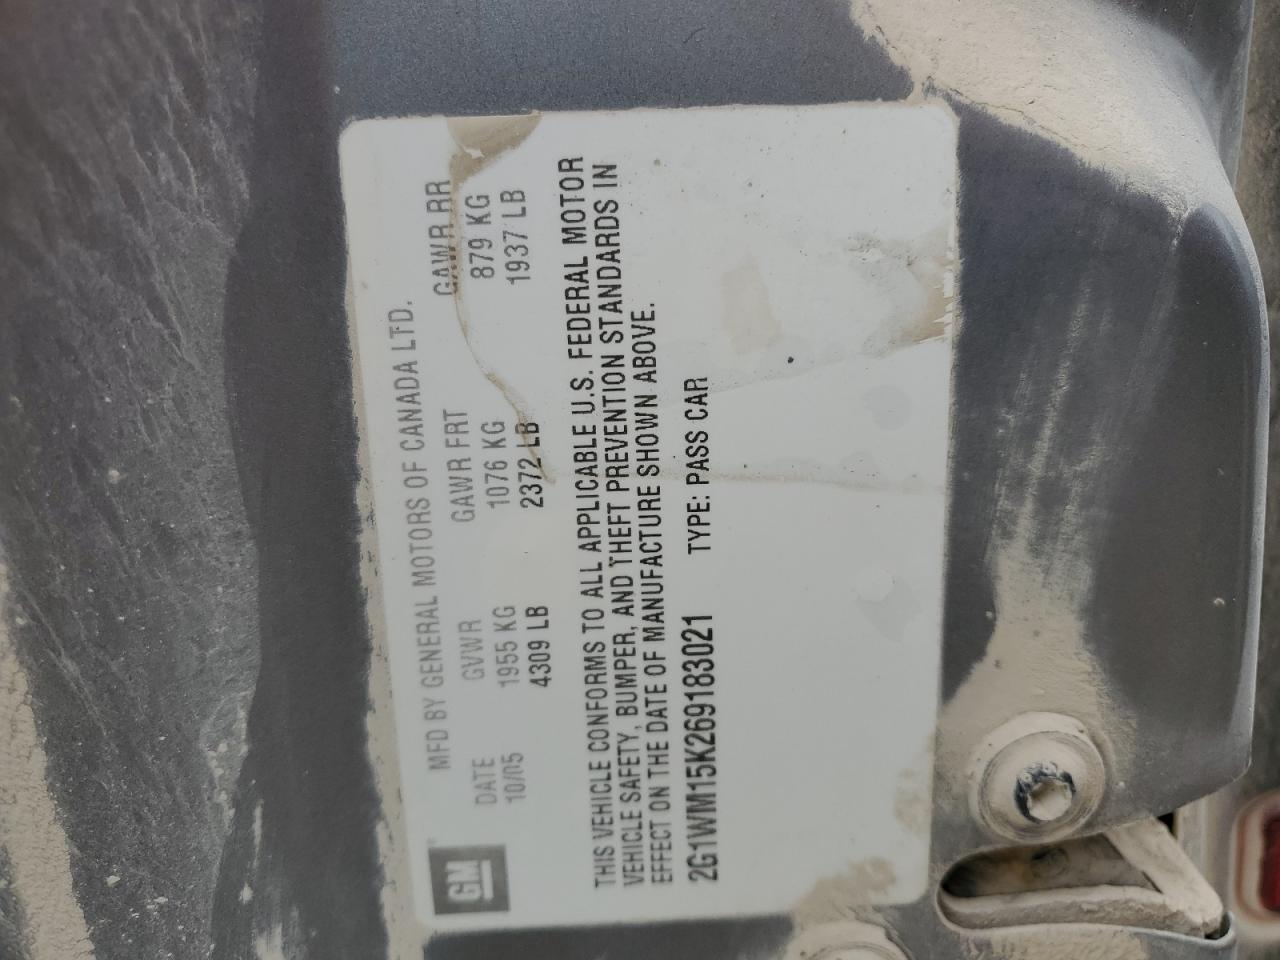 GM
MFD BY GENERAL MOTORS OF CANADA LTD.
DATE GVWR GAWR FRT GAWR RR
10/05 1955 KG 1076 KG 879 KG
4309 LB 2372 LB 1937 LB
THIS VEHICLE CONFORMS TO ALL APPLICABLE U.S. FEDERAL MOTOR
VEHICLE SAFETY, BUMPER, AND THEFT PREVENTION STANDARDS IN
EFFECT ON THE DATE OF MANUFACTURE SHOWN ABOVE.
2G1WM15K269183021 TYPE: PASS CAR